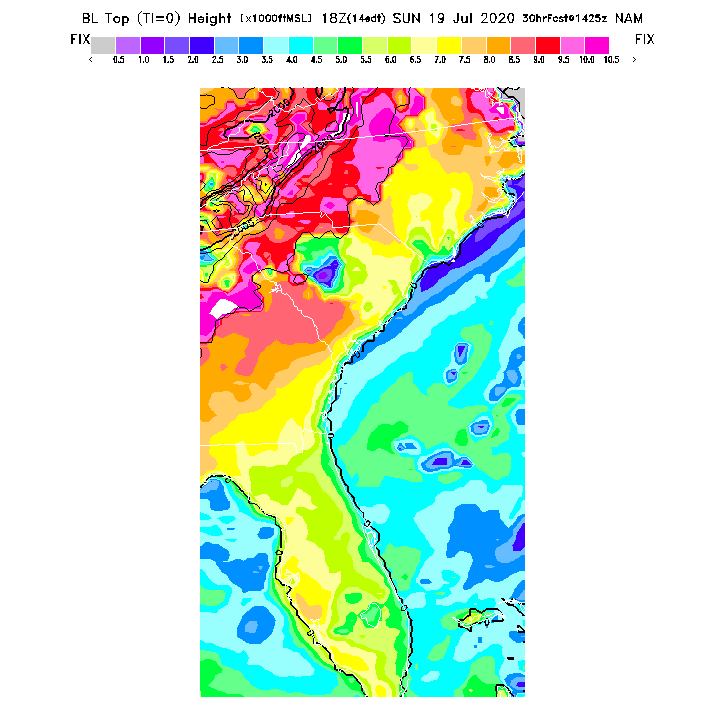 BL Top (TI=0) Height [x1000ftMSL] 18Z(14edt) SUN 19 Jul 2020 30hrFcst@1425z NAM
FIX FIX
< 0.5 1.0 1.5 2.0 2.5 3.0 3.5 4.0 4.5 5.0 5.5 6.0 6.5 7.0 7.5 8.0 8.5 9.0 9.5 10.0 10.5 >
2000